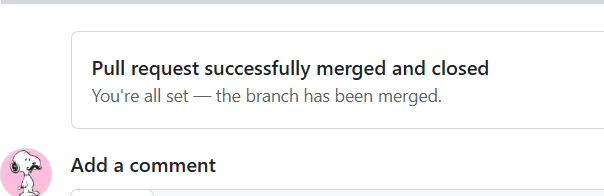 Pull request successfully merged and closed
You're all set — the branch has been merged.
Add a comment